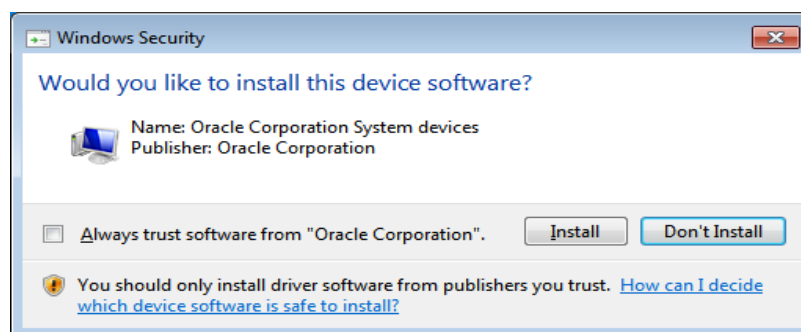 Windows Security
Would you like to install this device software?
Name: Oracle Corporation System devices
Publisher: Oracle Corporation
Always trust software from "Oracle Corporation".
Install
Don't Install
You should only install driver software from publishers you trust. How can I decide
which device software is safe to install?